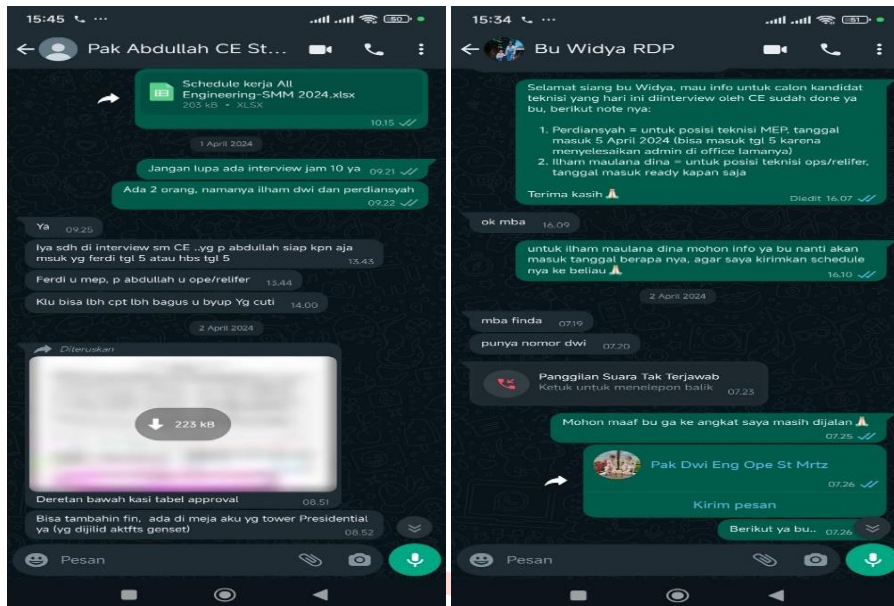 15:45
50
Pak Abdullah CE St...
Schedule kerja All
Engineering-SMM 2024.xlsx
203 kB • XLSX
10.15
1 April 2024
Jangan lupa ada interview jam 10 ya 09.21
Ada 2 orang, namanya ilham dwi dan perdiansyah
09.22
Ya 09.25
Iya sdh di interview sm CE ..yg p abdullah siap kpn aja
msuk yg ferdi tgl 5 atau hbs tgl 5
13.43
Ferdi u mep, p abdullah u ope/relifer 13.44
Klu bisa lbh cpt lbh bagus u byup Yg cuti 14.00
2 April 2024
Diteruskan
223 kB
Deretan bawah kasi tabel approval 08.51
Bisa tambahin fin, ada di meja aku yg tower Presidential
ya (yg dijilid aktfts genset) 08.52
Pesan
15:34
51
Bu Widya RDP
Selamat siang bu Widya, mau info untuk calon kandidat
teknisi yang hari ini diinterview oleh CE sudah done ya
bu, berikut note nya:
1. Perdiansyah = untuk posisi teknisi MEP, tanggal
masuk 5 April 2024 (bisa masuk tgl 5 karena
menyelesaikan admin di office lamanya)
2. Ilham maulana dina = untuk posisi teknisi ops/relifer,
tanggal masuk ready kapan saja
Terima kasih 🙏🏻
Diedit 16.07
ok mba 16.09
untuk ilham maulana dina mohon info ya bu nanti akan
masuk tanggal berapa nya, agar saya kirimkan schedule
nya ke beliau 🙏🏻 16.10
2 April 2024
mba finda 07.19
punya nomor dwi 07.20
Panggilan Suara Tak Terjawab
Ketuk untuk menelepon balik 07.23
Mohon maaf bu ga ke angkat saya masih dijalan 🙏🏻
07.25
Pak Dwi Eng Ope St Mrtz
07.26
Kirim pesan
Berikut ya bu.. 07.26
Pesan